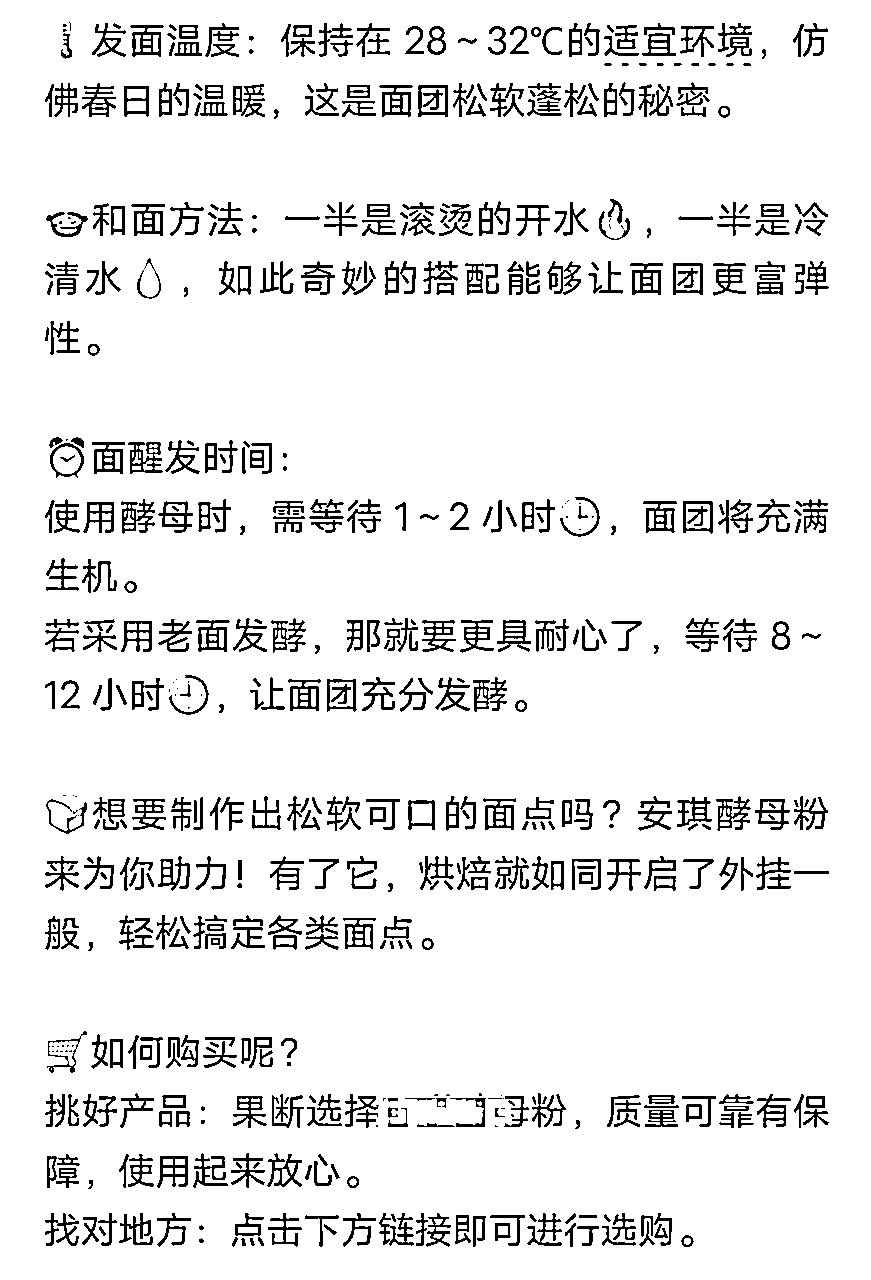 🌡️发面温度：保持在 28～32℃的适宜环境，仿
佛春日的温暖，这是面团松软蓬松的秘密。
🍲和面方法：一半是滚烫的开水🔥，一半是冷
清水💧，如此奇妙的搭配能够让面团更富弹
性。
⏰面醒发时间：
使用酵母时，需等待 1～2 小时🕒，面团将充满
生机。
若采用老面发酵，那就要更具耐心了，等待 8～
12 小时🕘，让面团充分发酵。
🍞想要制作出松软可口的面点吗？安琪酵母粉
来为你助力！有了它，烘焙就如同开启了外挂一
般，轻松搞定各类面点。
🛒如何购买呢？
挑好产品：果断选择母粉，质量可靠有保
障，使用起来放心。
找对地方：点击下方链接即可进行选购。